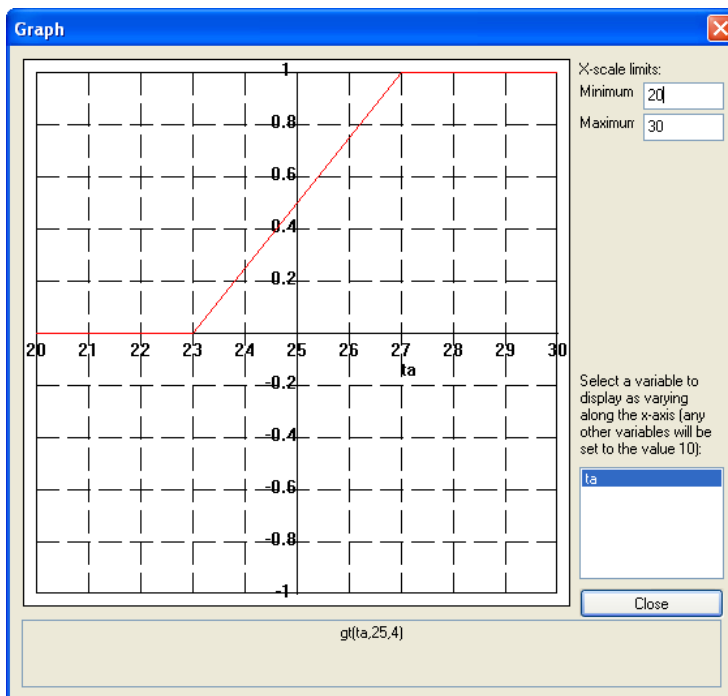 Graph
X-scale limits:
Minimum 20
Maximum 30
1
0.8
0.6
0.4
0.2
20 21 22 23 24 25 26 27 28 29 30
ta
-0.2
-0.4
-0.6
-0.8
-1
Select a variable to
display as varying
along the x-axis (any
other variables will be
set to the value 10):
ta
Close
gt(ta,25,4)